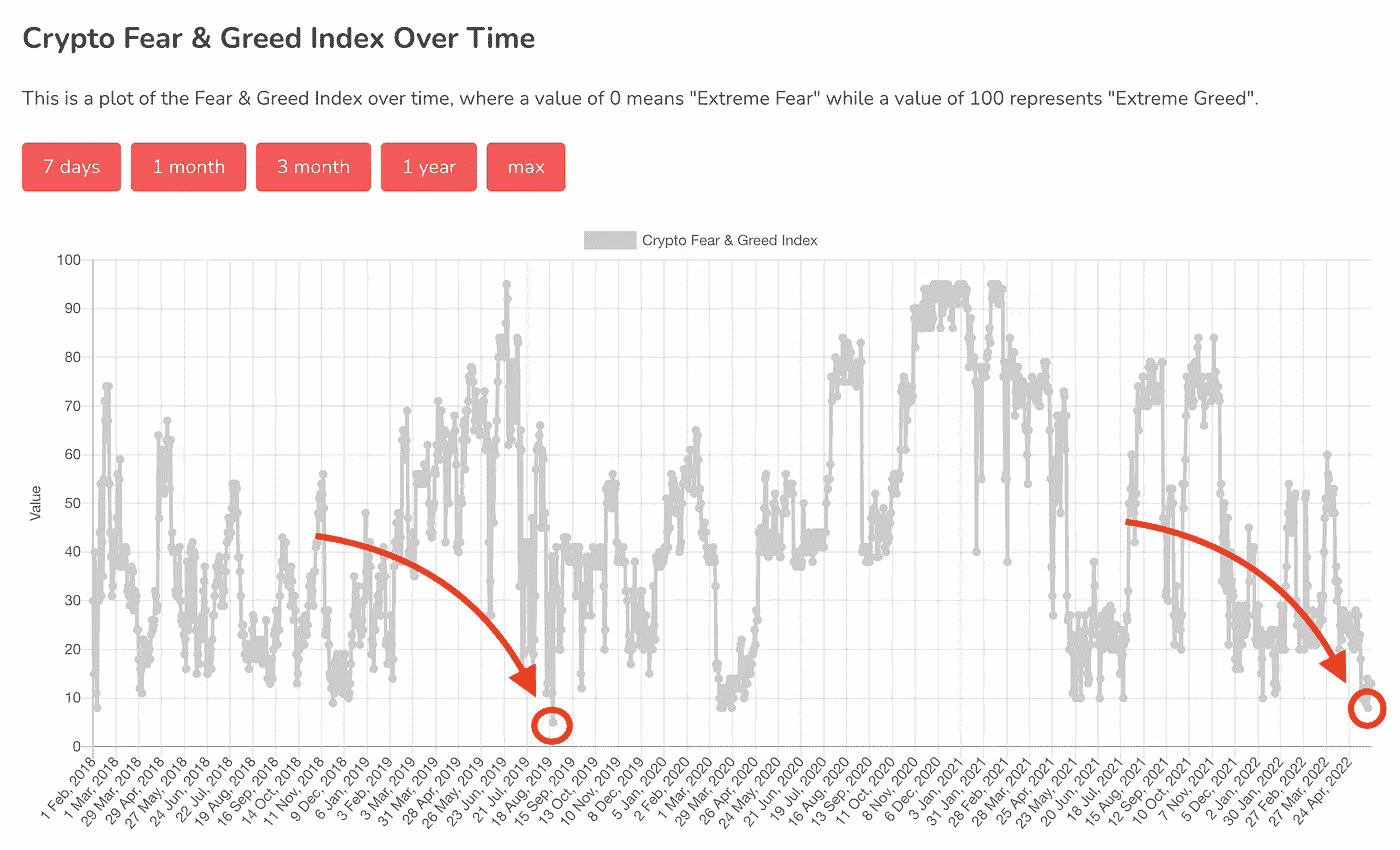 Crypto Fear & Greed Index Over Time
This is a plot of the Fear & Greed Index over time, where a value of 0 means "Extreme Fear" while a value of 100 represents "Extreme Greed".
7 days
1 month
3 month
1 year
max
Crypto Fear & Greed Index
100
90
80
70
60
50
40
30
20
10
0
Value
1 Feb, 2018
1 Mar, 2018
29 Mar, 2018
29 Apr, 2018
27 May, 2018
24 Jun, 2018
22 Jul, 2018
19 Aug, 2018
16 Sep, 2018
14 Oct, 2018
11 Nov, 2018
9 Dec, 2018
6 Jan, 2019
3 Feb, 2019
3 Mar, 2019
31 Mar, 2019
28 Apr, 2019
26 May, 2019
23 Jun, 2019
21 Jul, 2019
18 Aug, 2019
15 Sep, 2019
13 Oct, 2019
10 Nov, 2019
8 Dec, 2019
5 Jan, 2020
2 Feb, 2020
1 Mar, 2020
29 Mar, 2020
26 Apr, 2020
24 May, 2020
21 Jun, 2020
19 Jul, 2020
16 Aug, 2020
13 Sep, 2020
11 Oct, 2020
8 Nov, 2020
6 Dec, 2020
3 Jan, 2021
31 Jan, 2021
28 Feb, 2021
28 Mar, 2021
25 Apr, 2021
23 May, 2021
20 Jun, 2021
18 Jul, 2021
15 Aug, 2021
12 Sep, 2021
10 Oct, 2021
7 Nov, 2021
5 Dec, 2021
2 Jan, 2022
30 Jan, 2022
27 Feb, 2022
27 Mar, 2022
24 Apr, 2022